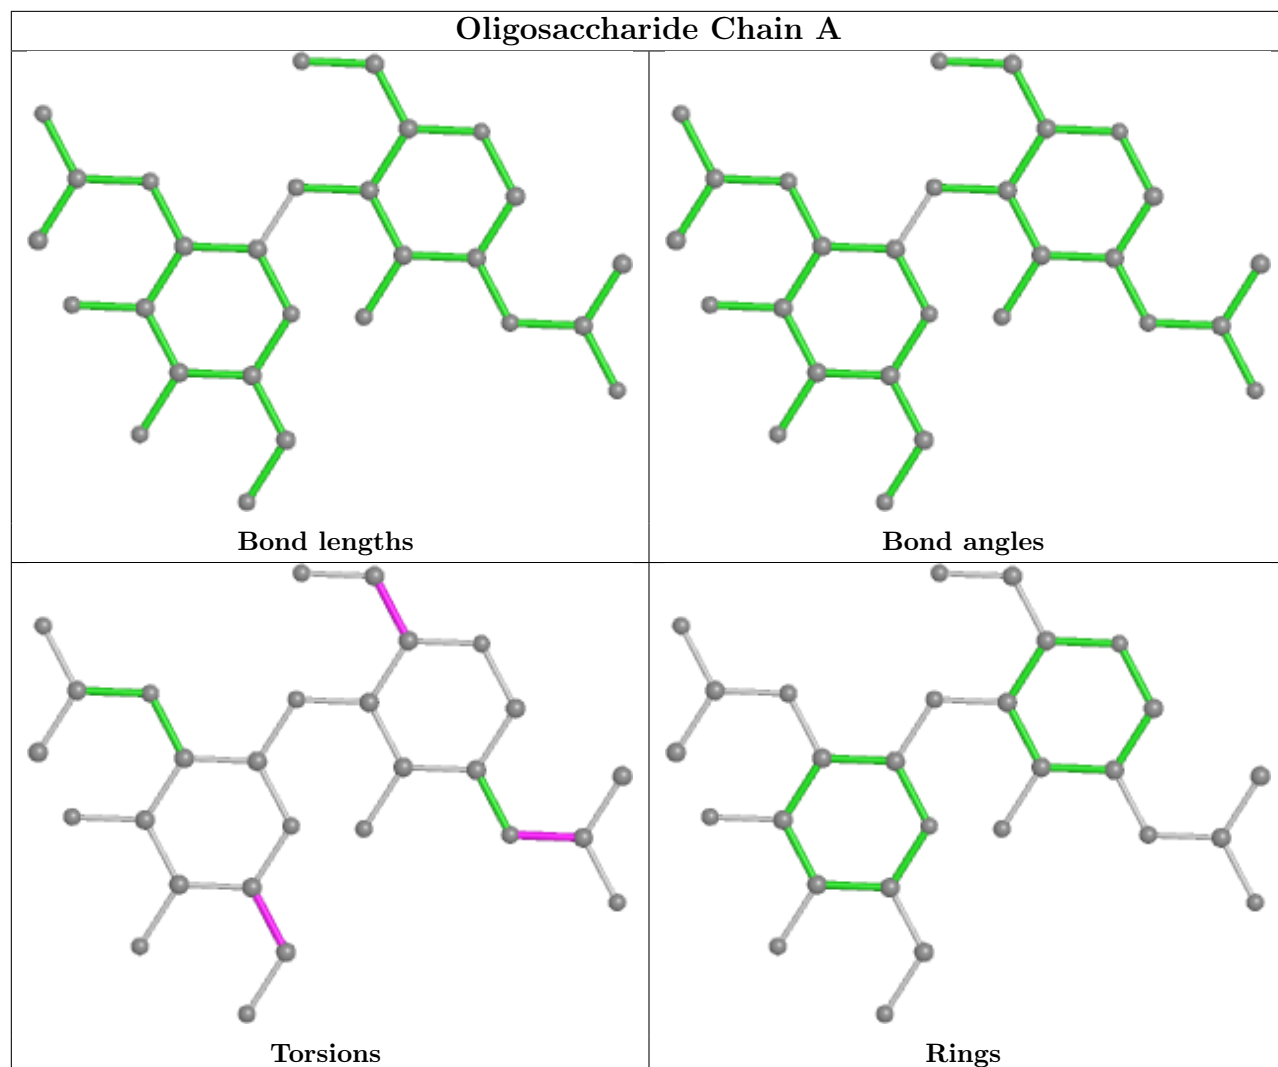 Oligosaccharide Chain A
Bond lengths
Bond angles
Torsions
Rings